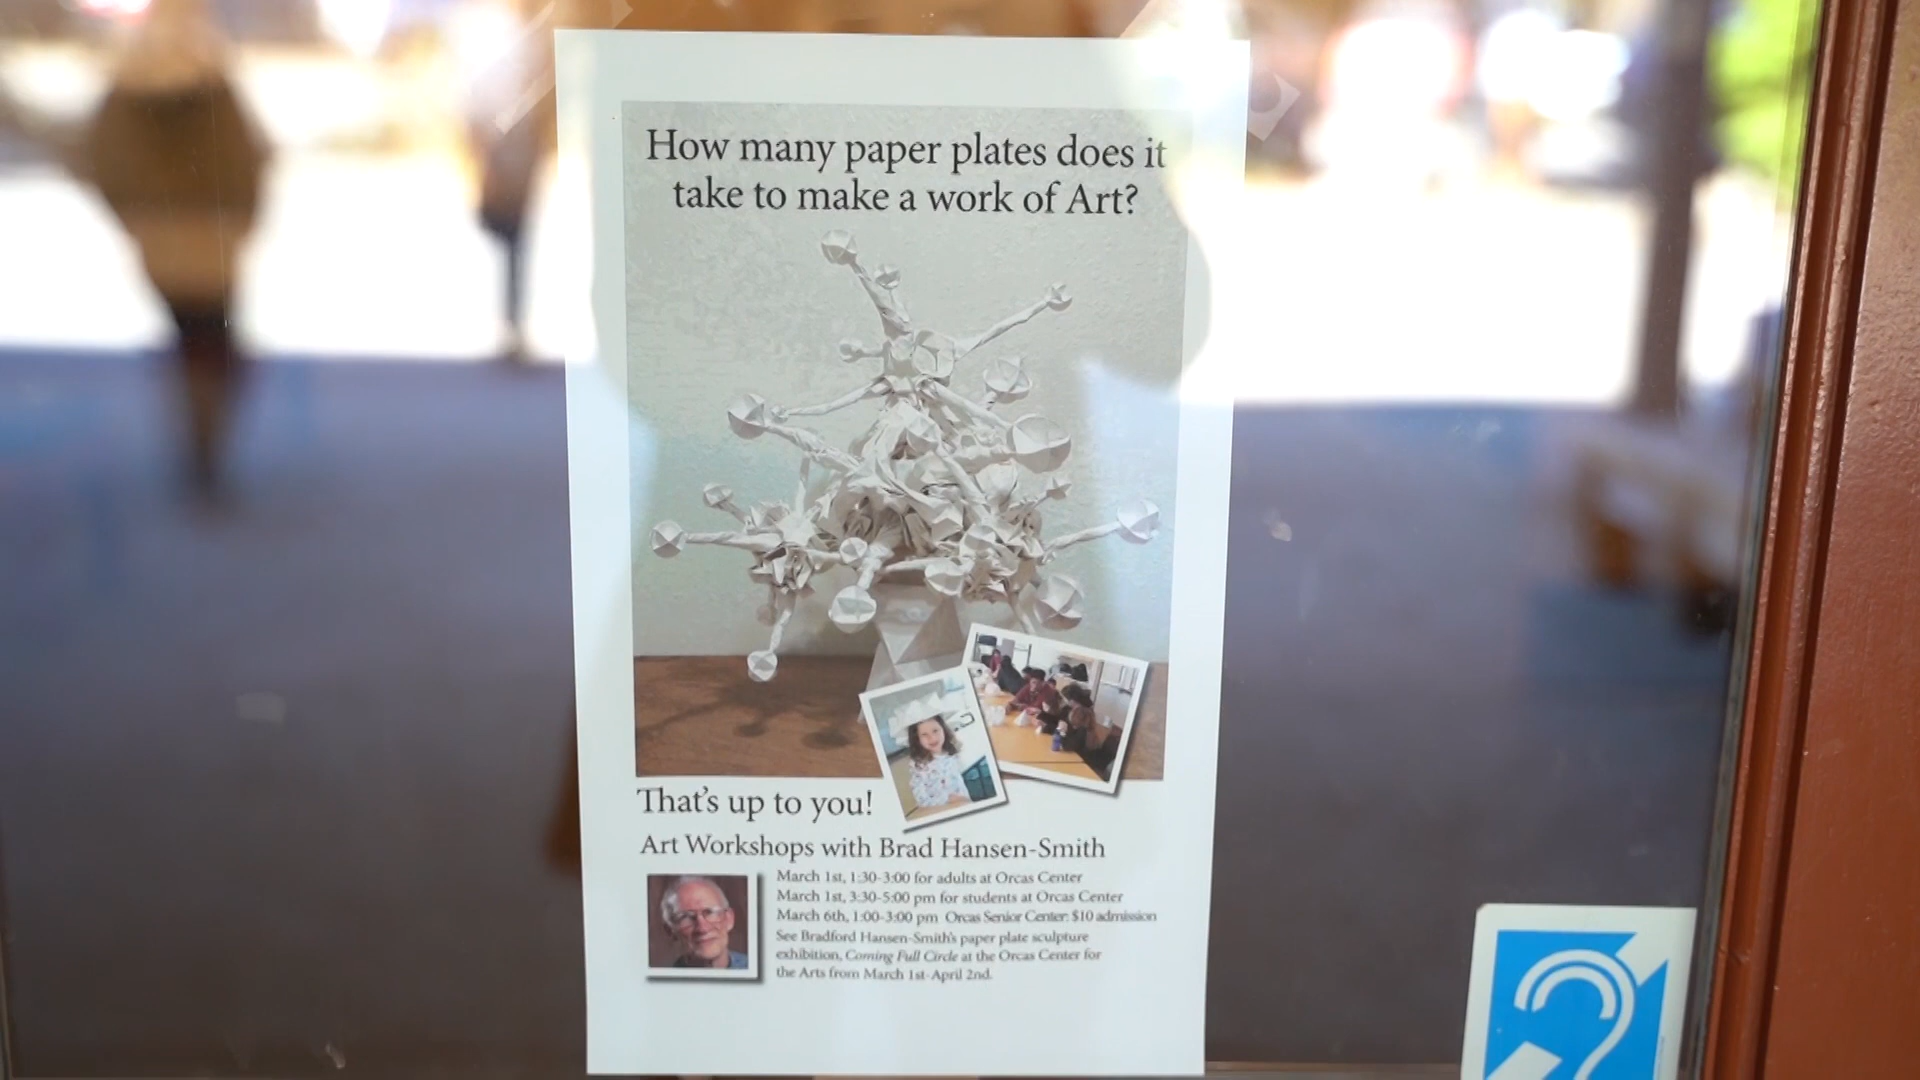 How many paper plates does it
take to make a work of Art?
That's up to you!
Art Workshops with Brad Hansen-Smith
March 1st, 1:30-3:00 for adults at Orcas Center
March 1st, 3:30-5:00 pm for students at Orcas Center
March 6th, 1:00-3:00 pm Orcas Senior Center: $10 admission
See Bradford Hansen-Smith's paper plate sculpture
exhibition, Coming Full Circle at the Orcas Center for
the Arts from March 1st-April 2nd.